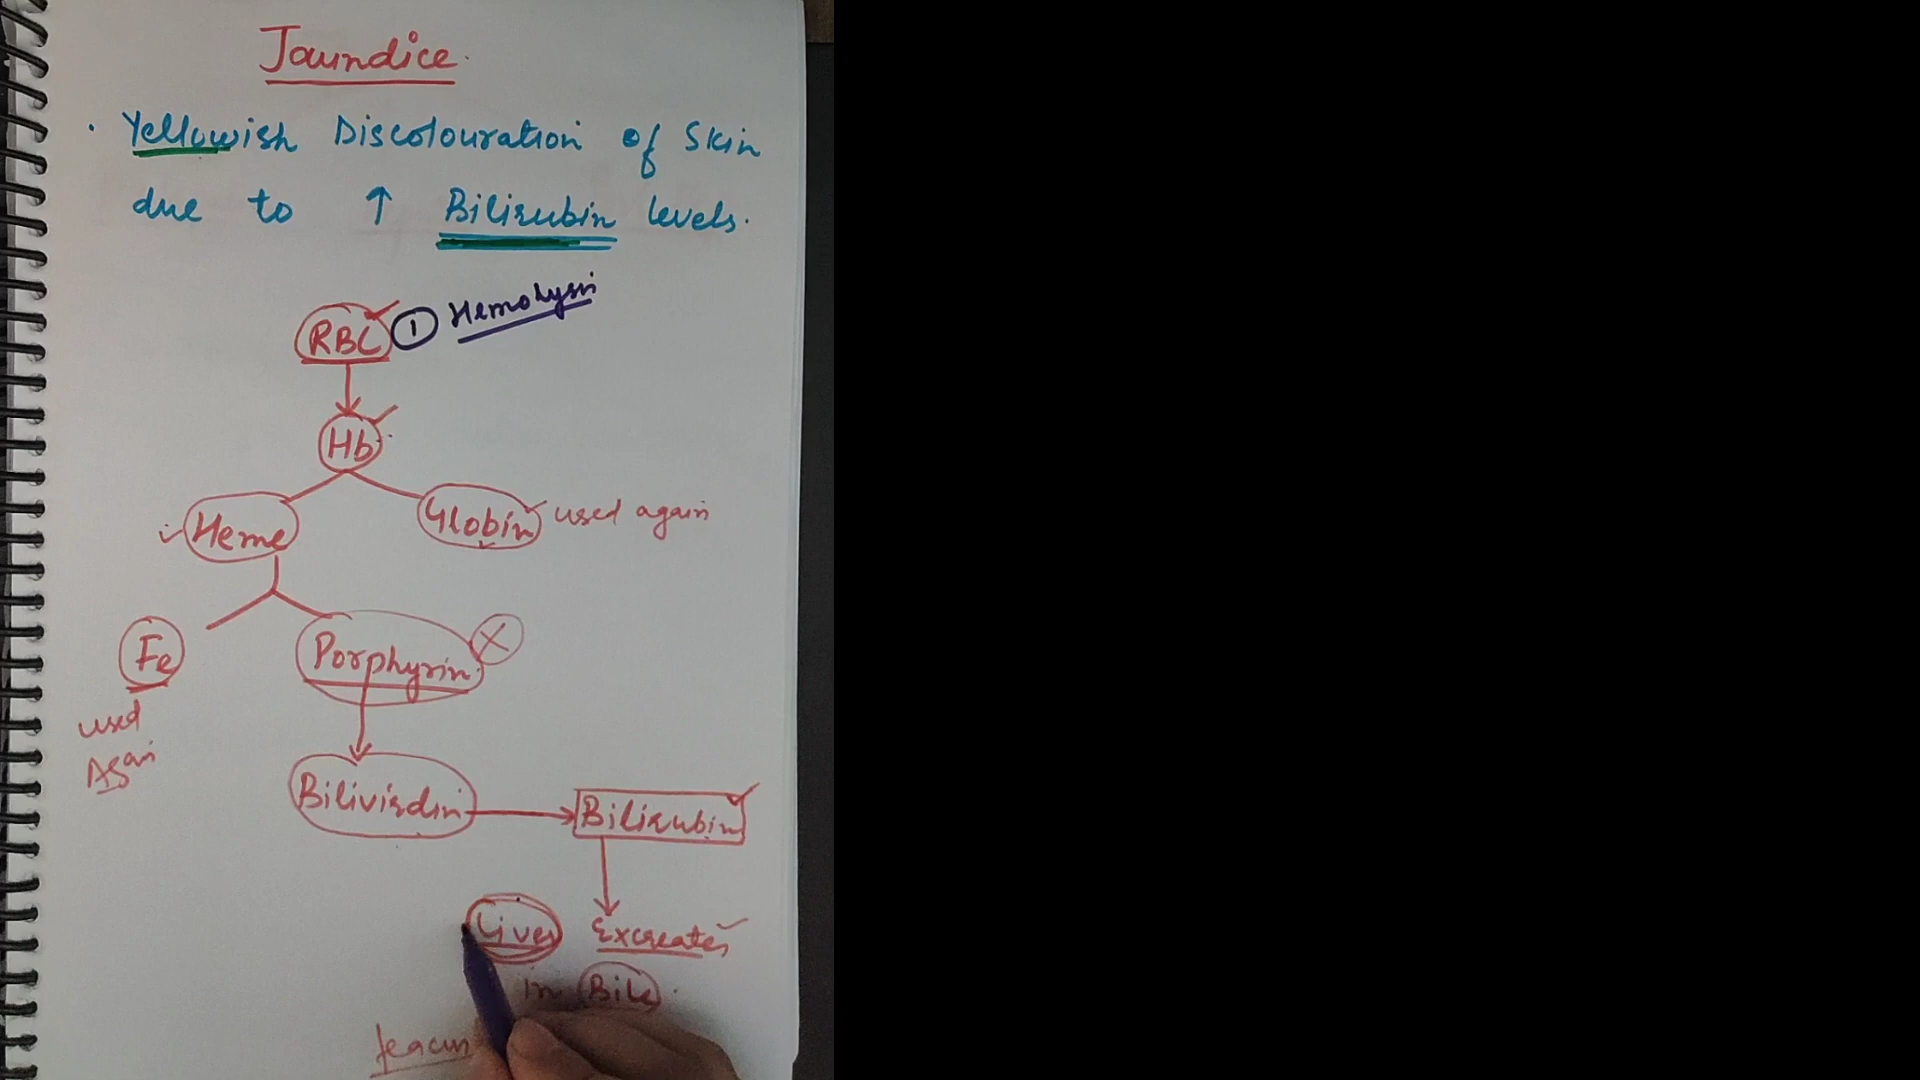 Jaundice.
· Yellowish Discolouration of Skin
due to ↑ Bilirubin levels.
RBC ① Hemolysis
Hb
Heme Globin used again
Fe Porphyrin X
used
Again
Bilivirdin → Bilirubin
Liver Excreates
in Bile.